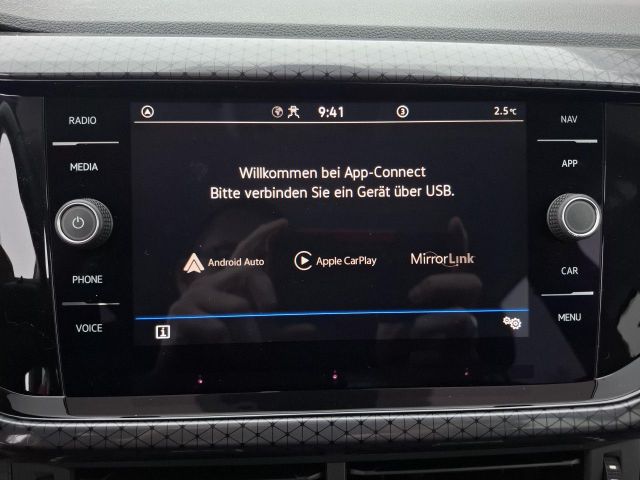 RADIO
MEDIA
PHONE
VOICE
9:41
3
2.5°C
Willkommen bei App-Connect
Bitte verbinden Sie ein Gerät über USB.
Android Auto
Apple CarPlay
MirrorLink
i
NAV
APP
CAR
MENU